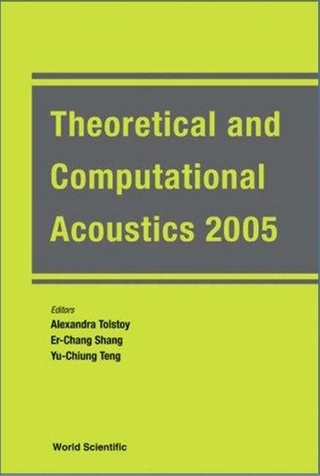 Theoretical and
Computational
Acoustics 2005
Editors
Alexandra Tolstoy
Er-Chang Shang
Yu-Chiung Teng
World Scientific